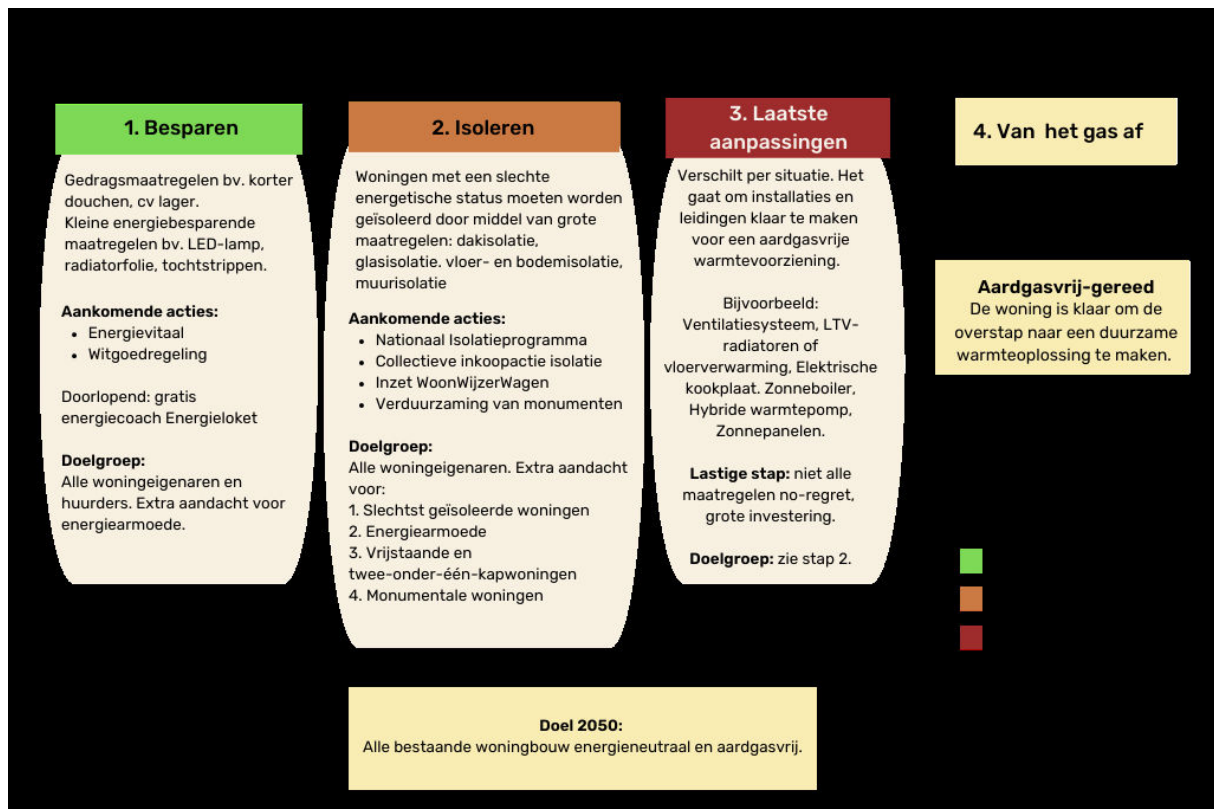 1. Besparen
Gedragsmaatregelen bv. korter
douchen, cv lager.
Kleine energiebesparende
maatregelen bv. LED-lamp,
radiatorfolie, tochtstrippen.
Aankomende acties:
• Energievitaal
• Witgoedregeling
Doorlopend: gratis
energiecoach Energieloket
Doelgroep:
Alle woningeigenaren en
huurders. Extra aandacht voor
energiearmoede.
2. Isoleren
Woningen met een slechte
energetische status moeten worden
geïsoleerd door middel van grote
maatregelen: dakisolatie,
glasisolatie. vloer- en bodemisolatie,
muurisolatie
Aankomende acties:
• Nationaal Isolatieprogramma
• Collectieve inkoopactie isolatie
• Inzet WoonWijzerWagen
• Verduurzaming van monumenten
Doelgroep:
Alle woningeigenaren. Extra aandacht
voor:
1. Slechtst geïsoleerde woningen
2. Energiearmoede
3. Vrijstaande en
twee-onder-één-kapwoningen
4. Monumentale woningen
3. Laatste
aanpassingen
Verschilt per situatie. Het
gaat om installaties en
leidingen klaar te maken
voor een aardgasvrije
warmtevoorziening.
Bijvoorbeeld:
Ventilatiesysteem, LTV-
radiatoren of
vloerverwarming, Elektrische
kookplaat. Zonneboiler,
Hybride warmtepomp,
Zonnepanelen.
Lastige stap: niet alle
maatregelen no-regret,
grote investering.
Doelgroep: zie stap 2.
4. Van het gas af
Aardgasvrij-gereed
De woning is klaar om de
overstap naar een duurzame
warmteoplossing te maken.
Doel 2050:
Alle bestaande woningbouw energieneutraal en aardgasvrij.